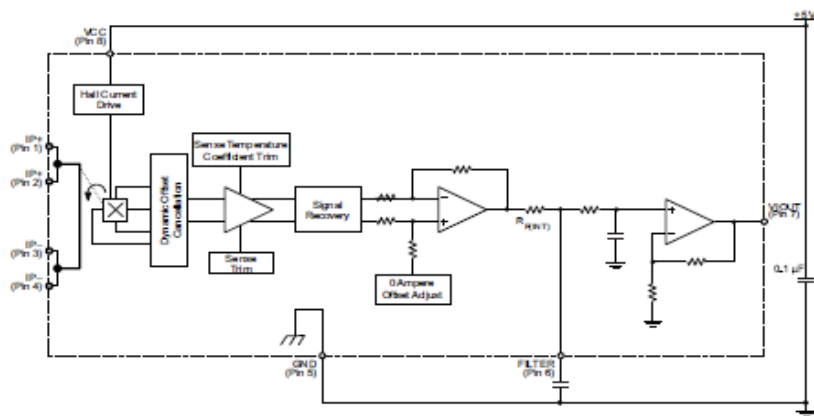 +5V
VCC
(Pin 8)
Hall Current
Drive
IP+
(Pin 1)
IP+
(Pin 2)
IP−
(Pin 3)
IP−
(Pin 4)
Dynamic Offset
Cancellation
Sense Temperature
Coefficient Trim
Sense
Trim
Signal
Recovery
0 Ampere
Offset Adjust
RF(INT)
VIOUT
(Pin 7)
0.1 µF
GND
(Pin 5)
FILTER
(Pin 6)